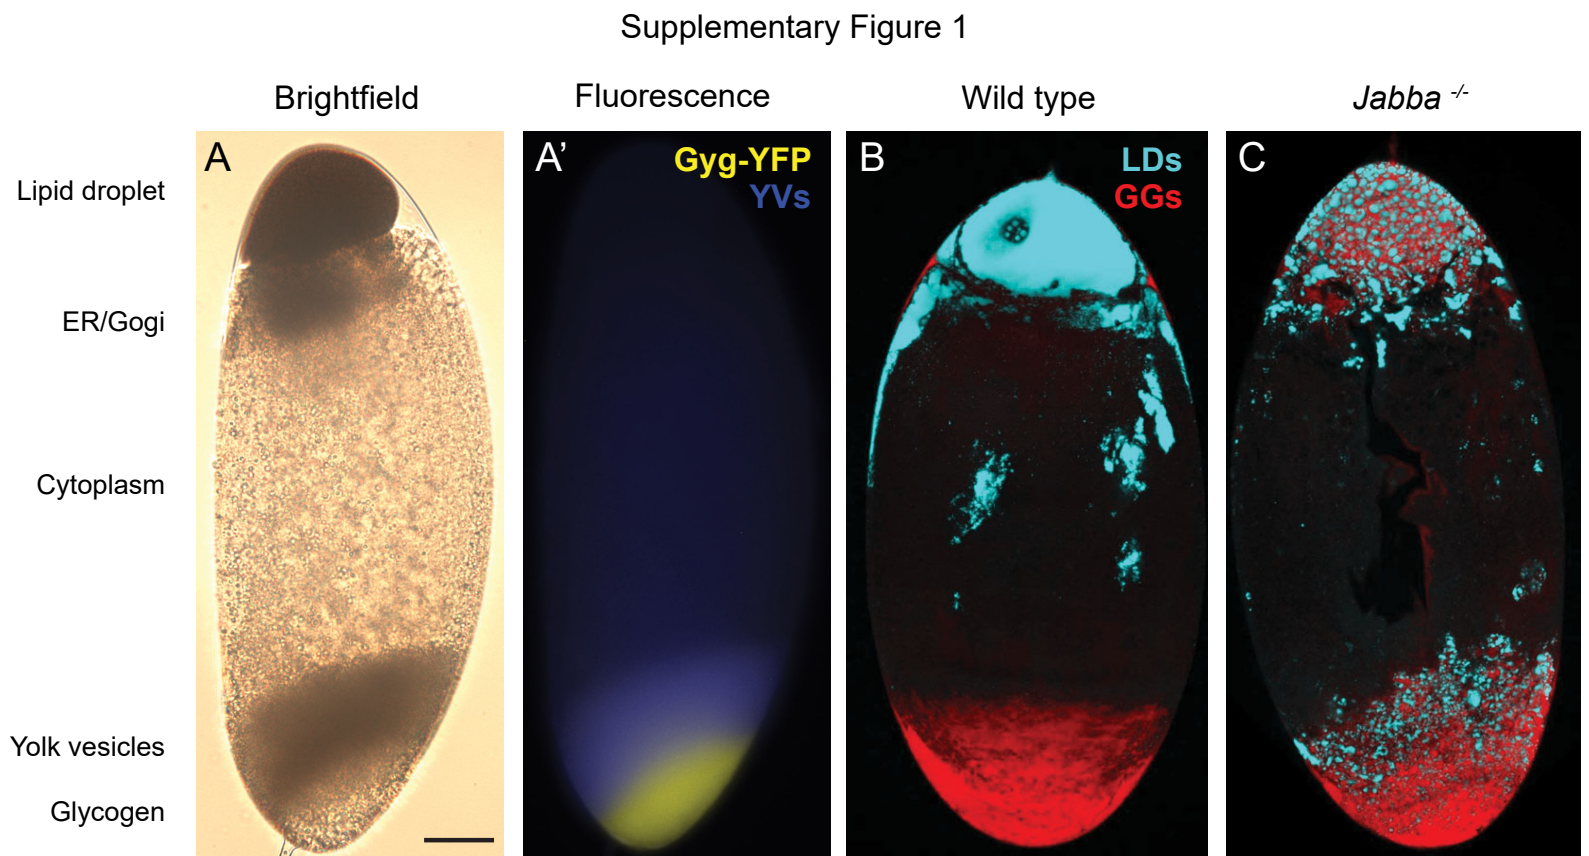 Supplementary Figure 1
Brightfield
Fluorescence
Wild type
Jabba -/-
A
A’
Gyg-YFP
YVs
B
LDs
GGs
C
Lipid droplet
ER/Gogi
Cytoplasm
Yolk vesicles
Glycogen